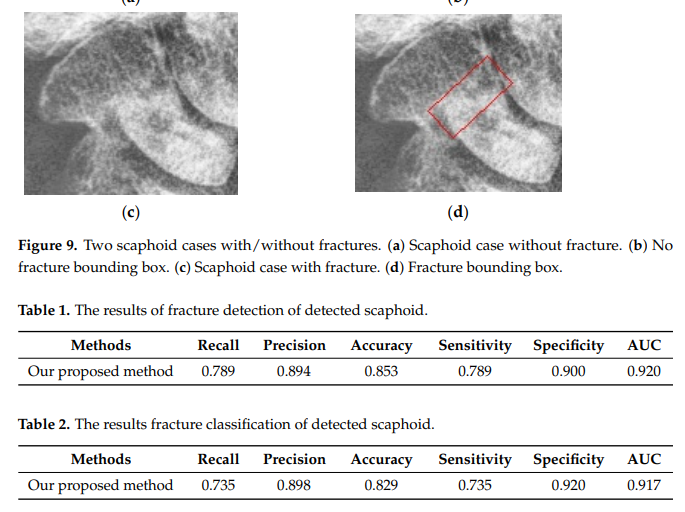 (a) (b)
(c) (d)
Figure 9. Two scaphoid cases with/without fractures. (a) Scaphoid case without fracture. (b) No
fracture bounding box. (c) Scaphoid case with fracture. (d) Fracture bounding box.
Table 1. The results of fracture detection of detected scaphoid.
Methods Recall Precision Accuracy Sensitivity Specificity AUC
Our proposed method 0.789 0.894 0.853 0.789 0.900 0.920
Table 2. The results fracture classification of detected scaphoid.
Methods Recall Precision Accuracy Sensitivity Specificity AUC
Our proposed method 0.735 0.898 0.829 0.735 0.920 0.917